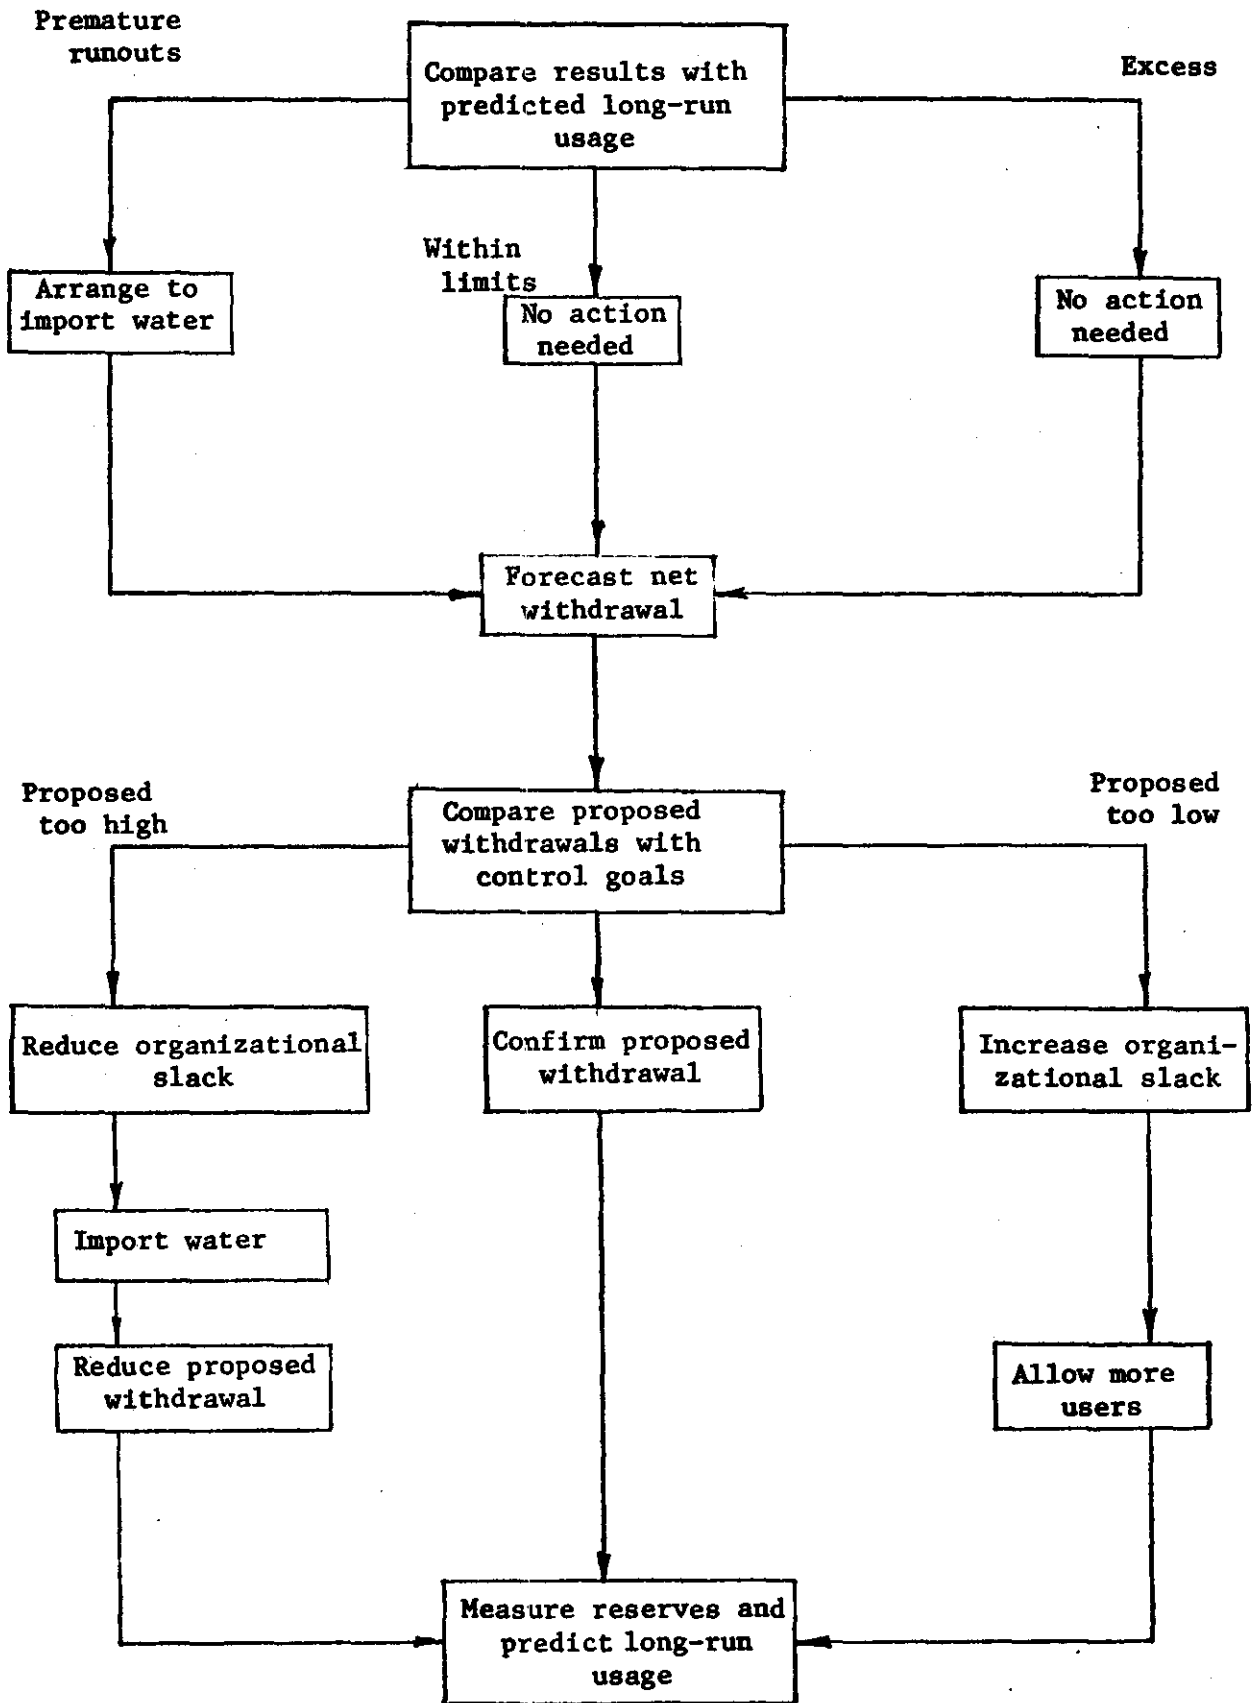 Premature
runouts
Compare results with
predicted long-run
usage
Excess
Within
limits
Arrange to
import water
No action
needed
No action
needed
Forecast net
withdrawal
Proposed
too high
Compare proposed
withdrawals with
control goals
Proposed
too low
Reduce organizational
slack
Confirm proposed
withdrawal
Increase organi-
zational slack
Import water
Reduce proposed
withdrawal
Allow more
users
Measure reserves and
predict long-run
usage